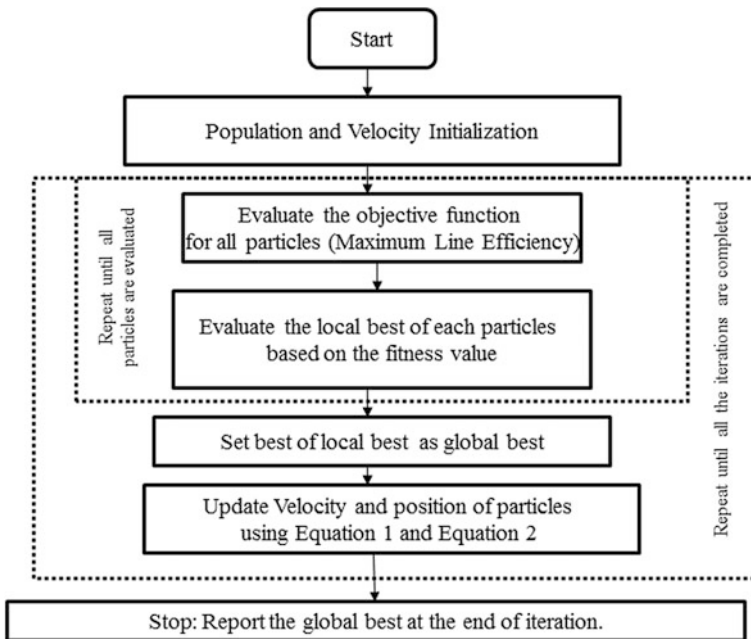 Start
Population and Velocity Initialization
Evaluate the objective function
for all particles (Maximum Line Efficiency)
Repeat until all
particles are evaluated
Evaluate the local best of each particles
based on the fitness value
Repeat until all the iterations are completed
Set best of local best as global best
Update Velocity and position of particles
using Equation 1 and Equation 2
Stop: Report the global best at the end of iteration.